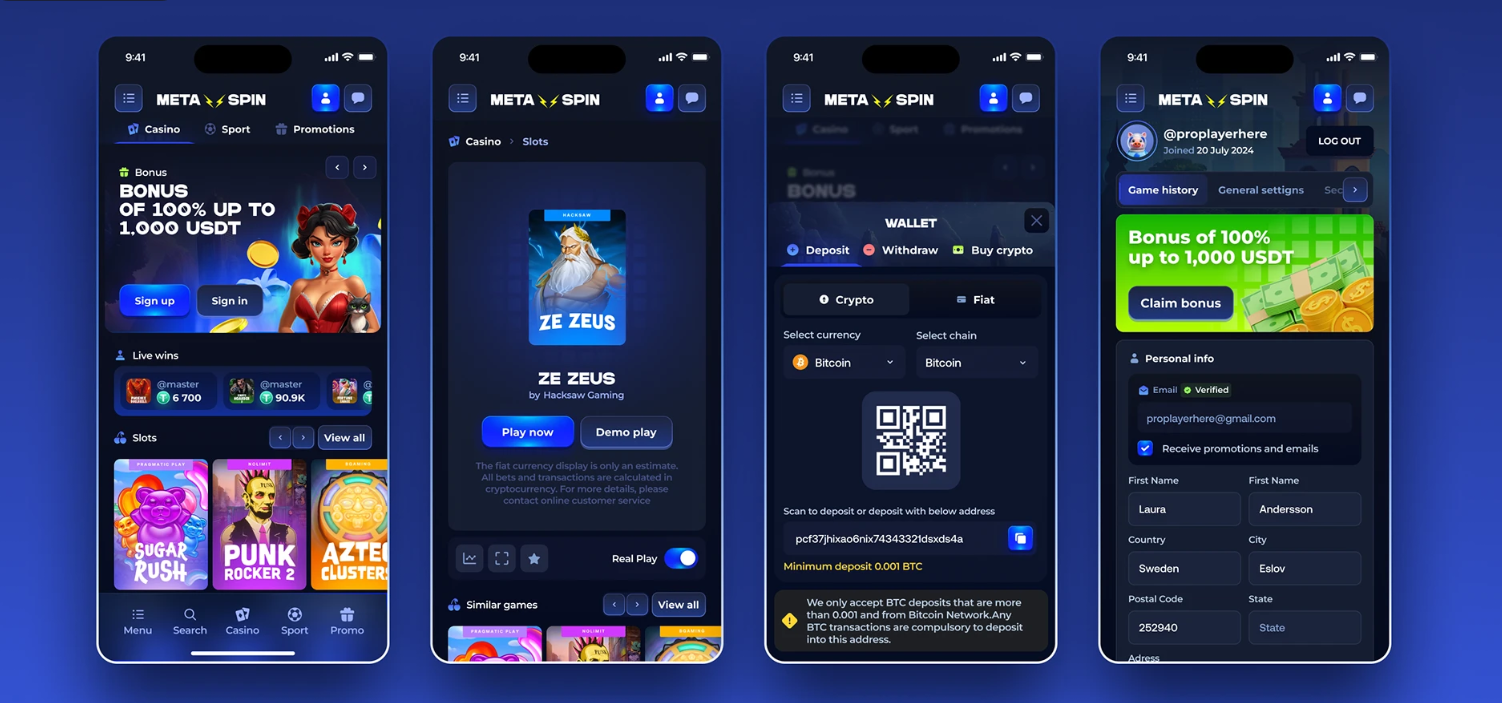 9:41
META SPIN
Casino Sport Promotions
Bonus
BONUS
OF 100% UP TO
1,000 USDT
Sign up Sign in
Live wins
@master
6 700
@master
90.9K
@
Slots
View all
PRAGMATIC PLAY
SUGAR
RUSH
NOLIMIT
PUNK
ROCKER 2
BGAMING
AZTEC
CLUSTERS
Menu Search Casino Sport Promo
9:41
META SPIN
Casino > Slots
HACKSAW
ZE ZEUS
ZE ZEUS
by Hacksaw Gaming
Play now Demo play
The fiat currency display is only an estimate.
All bets and transactions are calculated in
cryptocurrency. For more details, please
contact online customer service
Real Play
Similar games
View all
PRAGMATIC PLAY
NOLIMIT
9:41
META SPIN
Casino Sport Promotions
Bonus
BONUS
WALLET
Deposit Withdraw Buy crypto
Crypto Fiat
Select currency Select chain
Bitcoin Bitcoin
Scan to deposit or deposit with below address
pcf37jhixao6nix74343321dsxds4a
Minimum deposit 0.001 BTC
We only accept BTC deposits that are more
than 0.001 and from Bitcoin Network.Any
BTC transactions are compulsory to deposit
into this address.
9:41
META SPIN
@proplayerhere
Joined 20 July 2024
LOG OUT
Game history General settigns Sec
Bonus of 100%
up to 1,000 USDT
Claim bonus
Personal info
Email Verified
proplayerhere@gmail.com
Receive promotions and emails
First Name First Name
Laura Andersson
Country City
Sweden Eslov
Postal Code State
252940 State
Adress